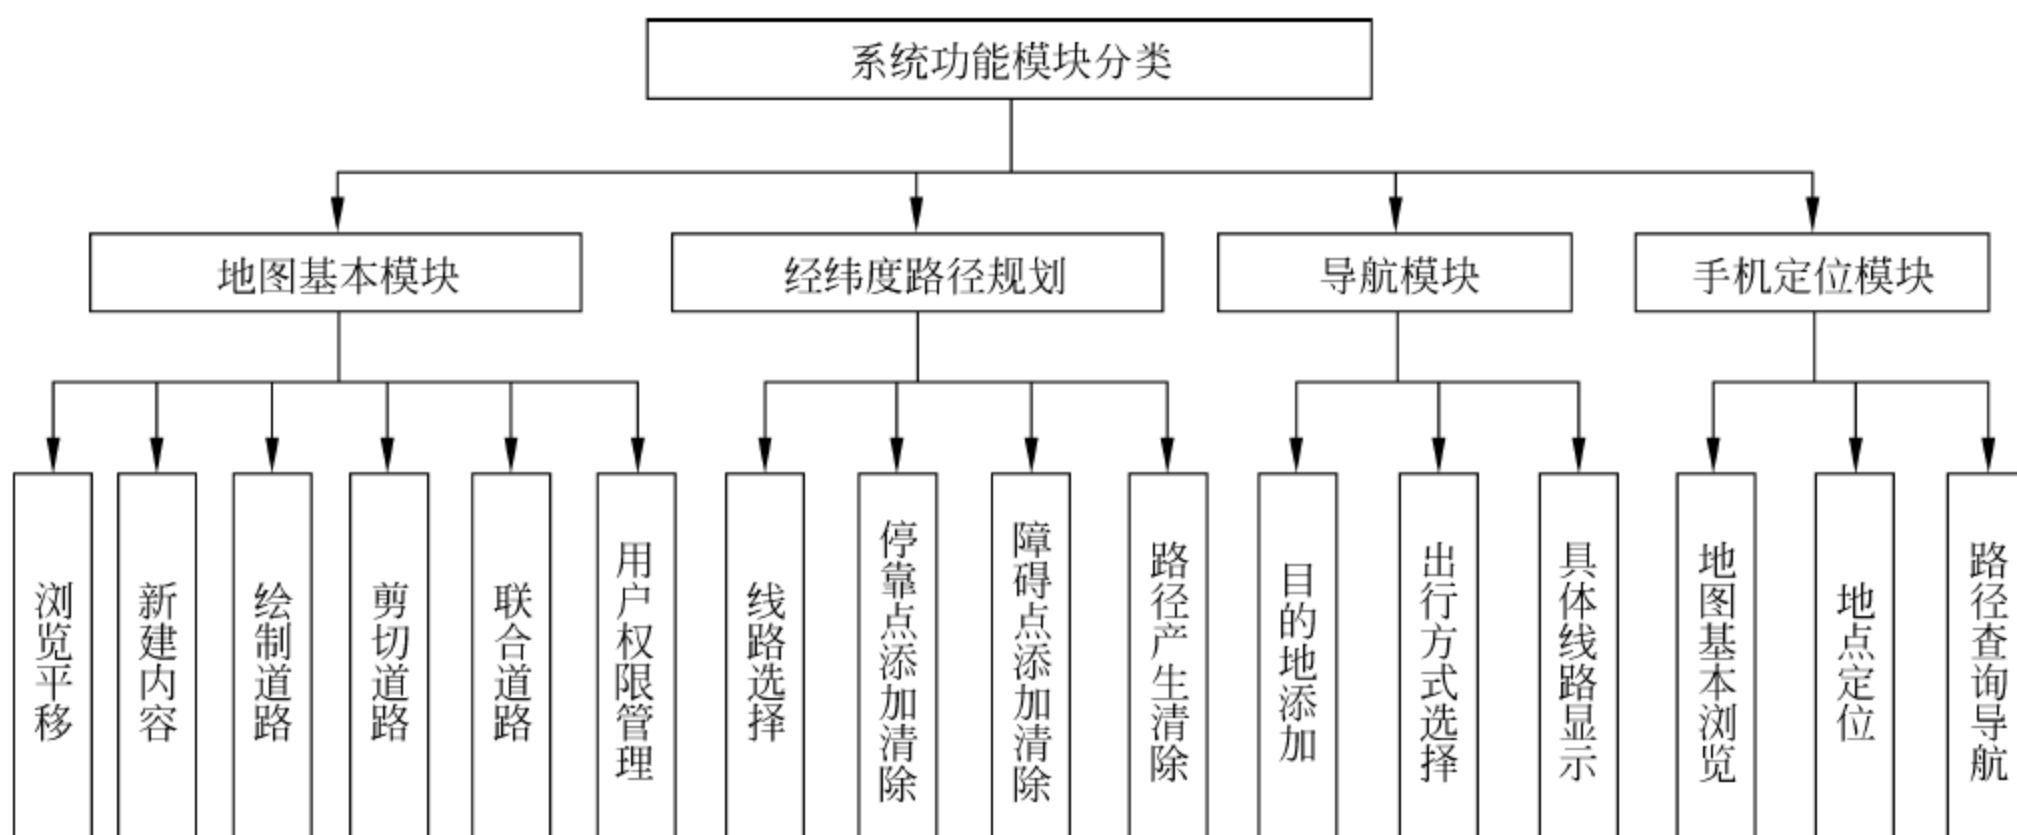 系统功能模块分类
地图基本模块
经纬度路径规划
导航模块
手机定位模块
浏览平移
新建内容
绘制道路
剪切道路
联合道路
用户权限管理
线路选择
停靠点添加清除
障碍点添加清除
路径产生清除
目的地添加
出行方式选择
具体线路显示
地图基本浏览
地点定位
路径查询导航